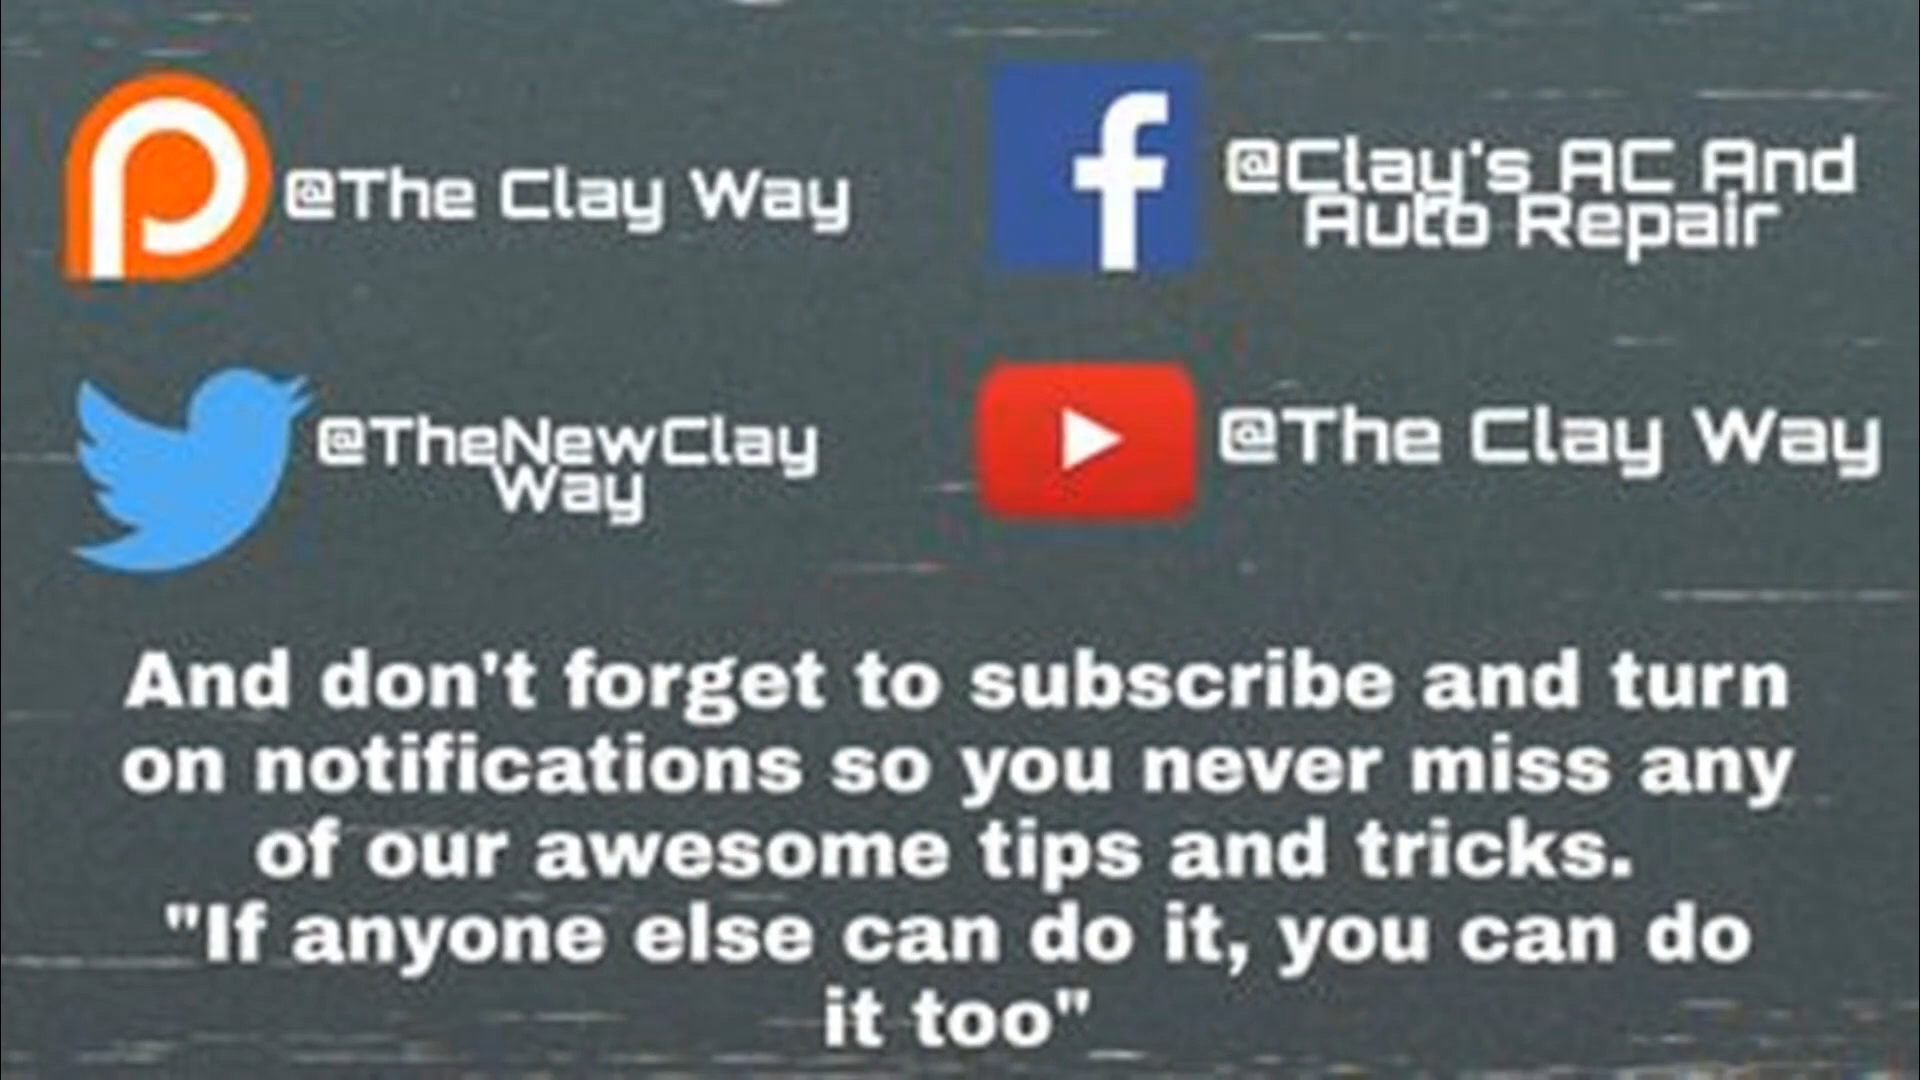 @The Clay Way
@Clay's AC And
Auto Repair
@TheNewClay
Way
@The Clay Way
And don't forget to subscribe and turn
on notifications so you never miss any
of our awesome tips and tricks.
"If anyone else can do it, you can do
it too"